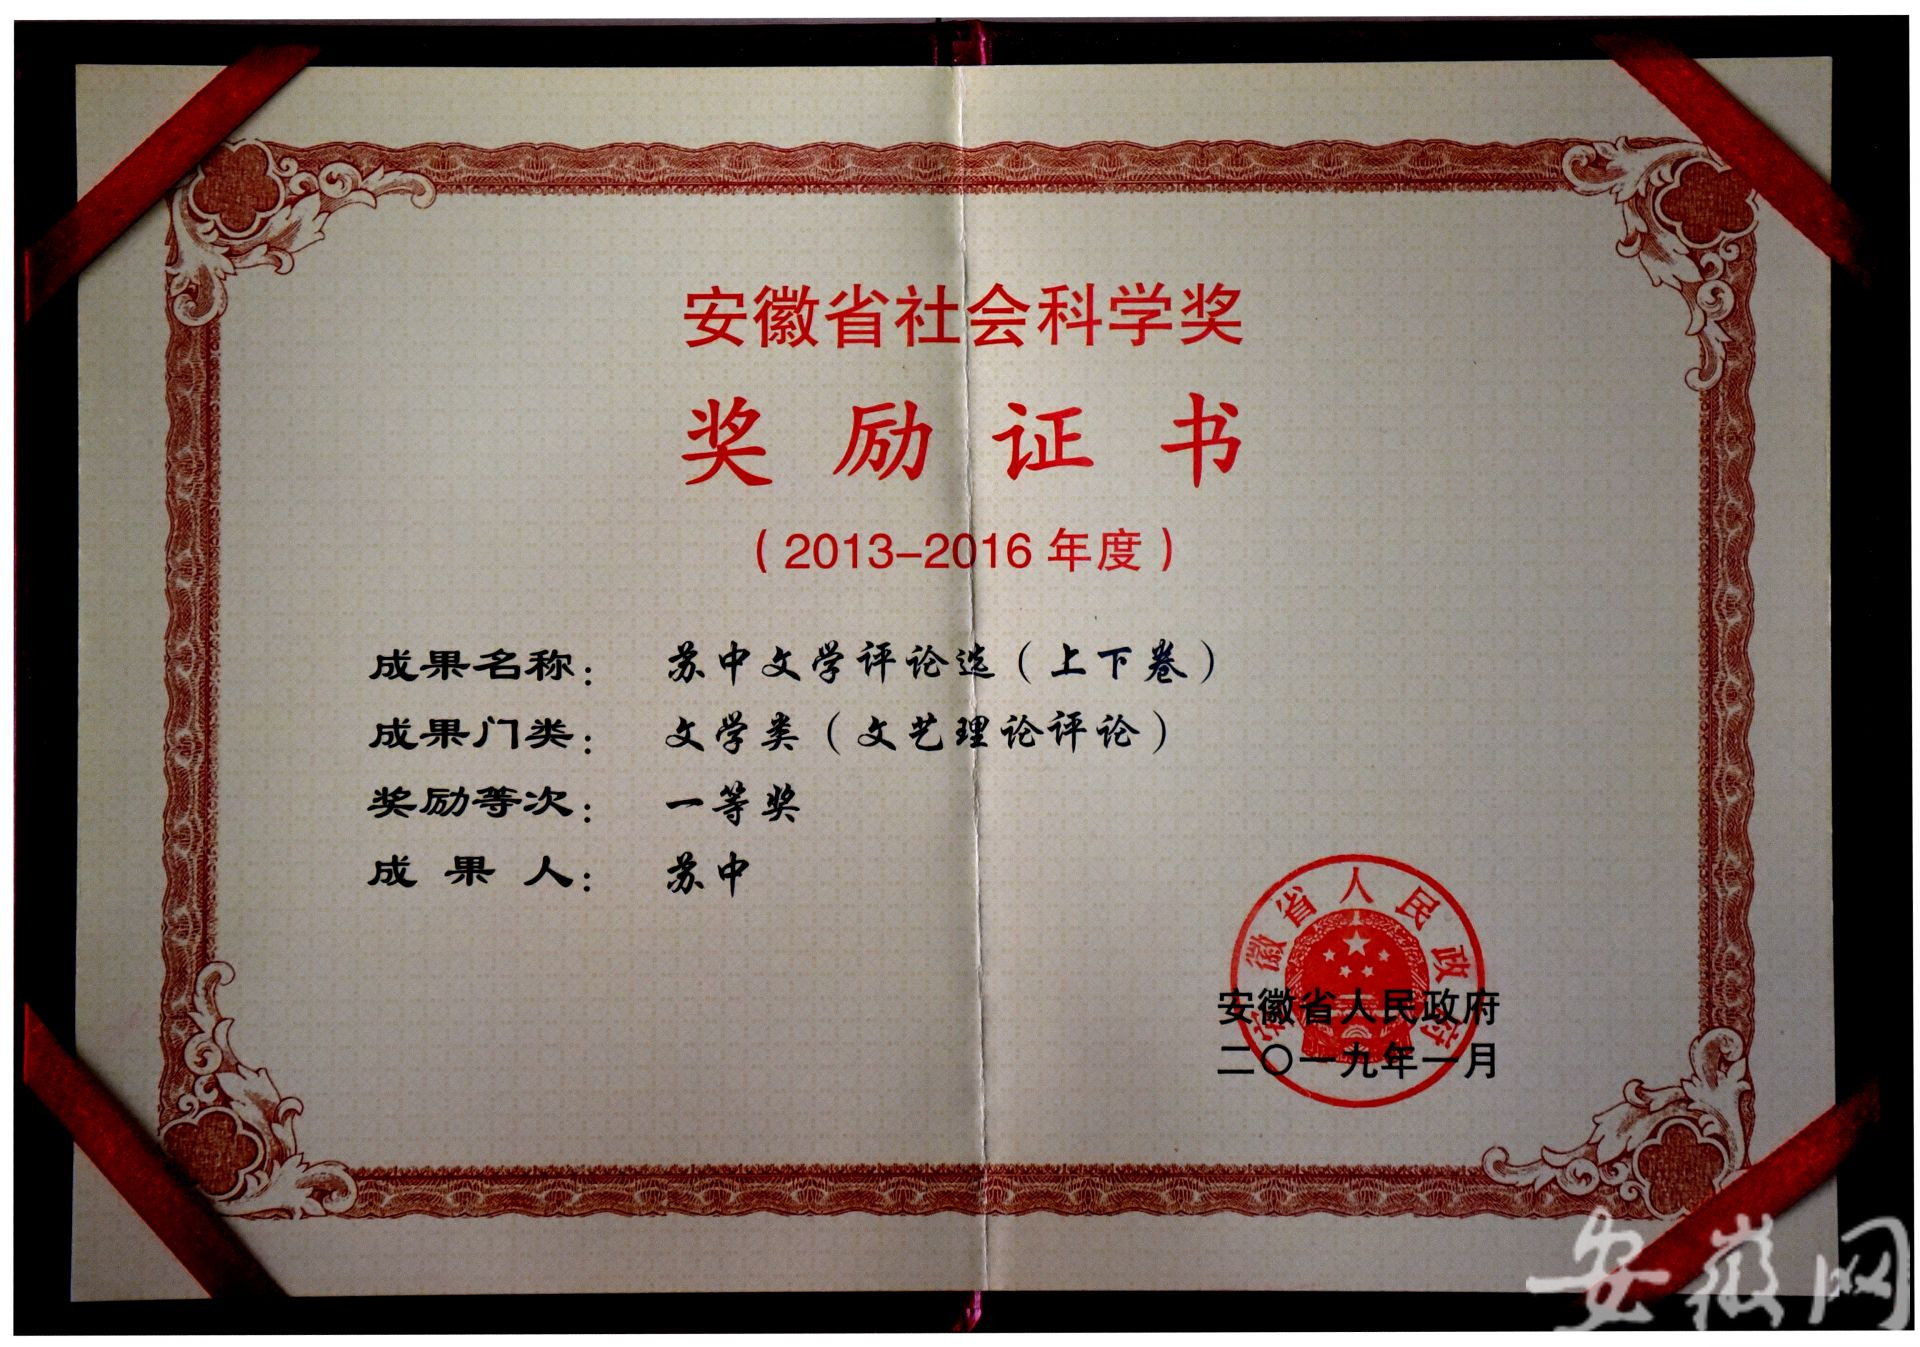 安徽省社会科学奖
奖励证书
（2013-2016年度）
成果名称： 苏中文学评论选（上下卷）
成果门类： 文学类（文艺理论评论）
奖励等次： 一等奖
成果人： 苏中
安徽省人民政府
安徽省人民政府
二〇一九年一月
安徽网